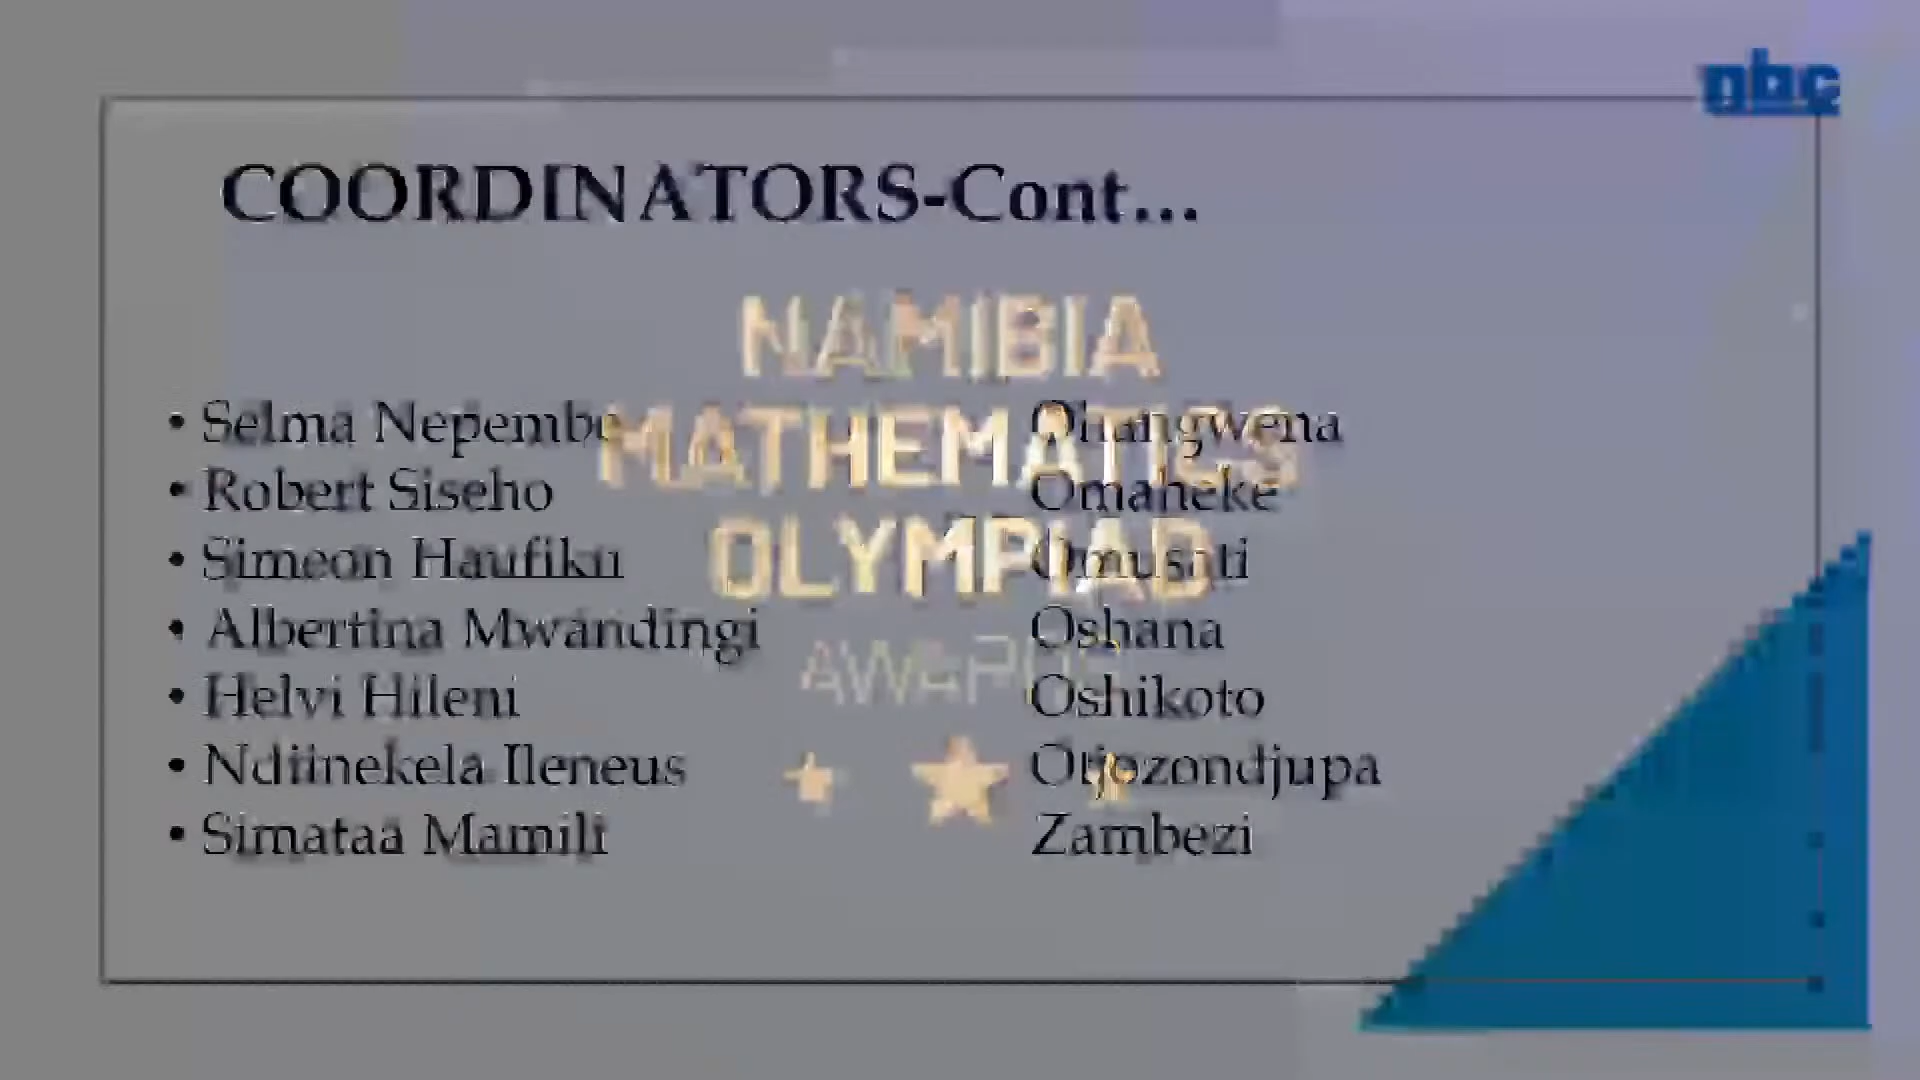 nbc
COORDINATORS-Cont...
NAMIBIA
MATHEMATICS
OLYMPIAD
AWARDS
• Selma Nepembe Ohangwena
• Robert Siseho Omaheke
• Simeon Haufiku Omusati
• Albertina Mwandingi Oshana
• Helvi Hileni Oshikoto
• Ndiinekela Ileneus Otjozondjupa
• Simataa Mamili Zambezi